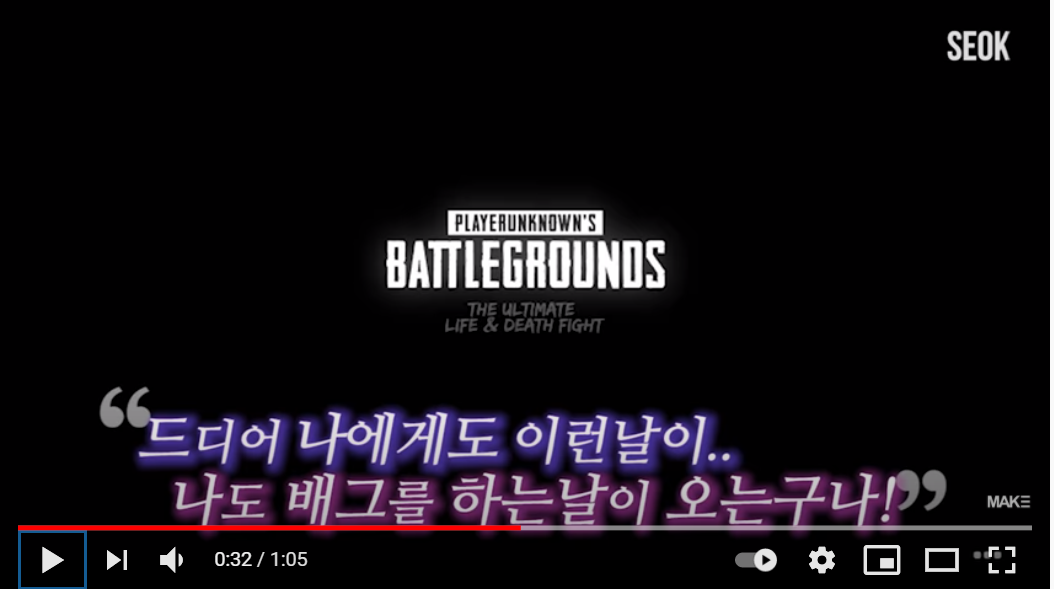 SEOK
PLAYERUNKNOWN'S
BATTLEGROUNDS
THE ULTIMATE
LIFE & DEATH FIGHT
“드디어 나에게도 이런날이..
나도 배그를 하는날이 오는구나!”
MAKE
0:32 / 1:05